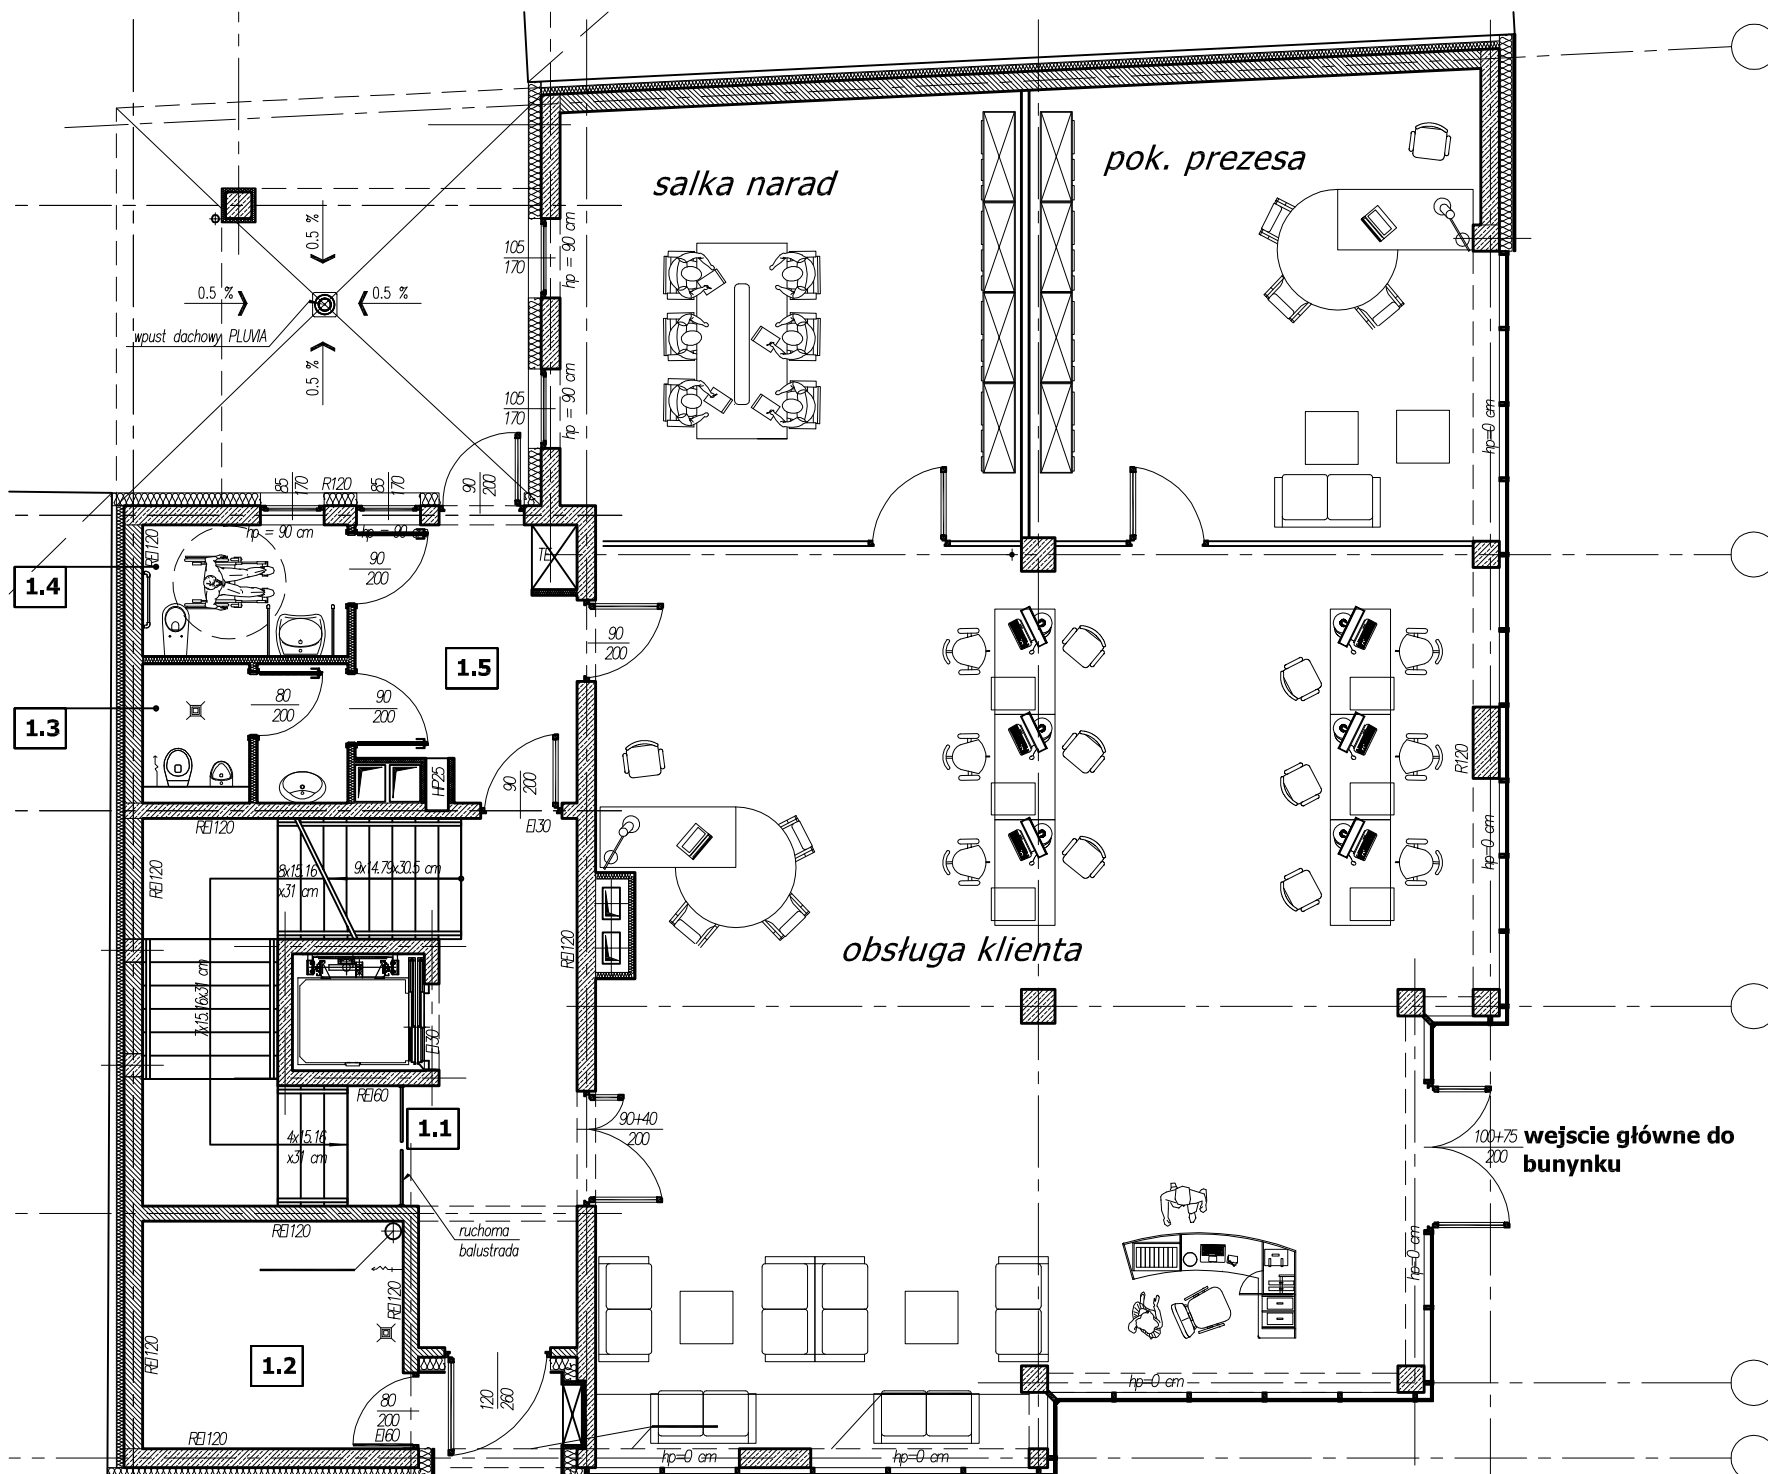 salka narad
pok. prezesa
0.5 %
0.5 %
0.5 %
0.5 %
wpust dachowy PLUVIA
105
170
hp = 90 cm
105
170
hp = 90 cm
hp=0 cm
85
170
R120
85
170
90
200
hp = 90 cm
hp = 90
REI120
TE
1.4
90
200
90
200
1.5
1.3
80
200
90
200
HP25
90
200
EI30
R120
hp=0 cm
REI120
REI120
8x15.16
x31 cm
9x14.79x30.5 cm
REI120
obsługa klienta
7x15.16x31 cm
EI30
REI60
1.1
4x15.16
x31 cm
90+40
200
100+75
200
wejscie główne do
bunynku
ruchoma
balustrada
REI120
REI120
REI120
hp=0 cm
1.2
120
260
80
200
EI60
REI120
hp=0 cm
hp=0 cm
hp=0 cm